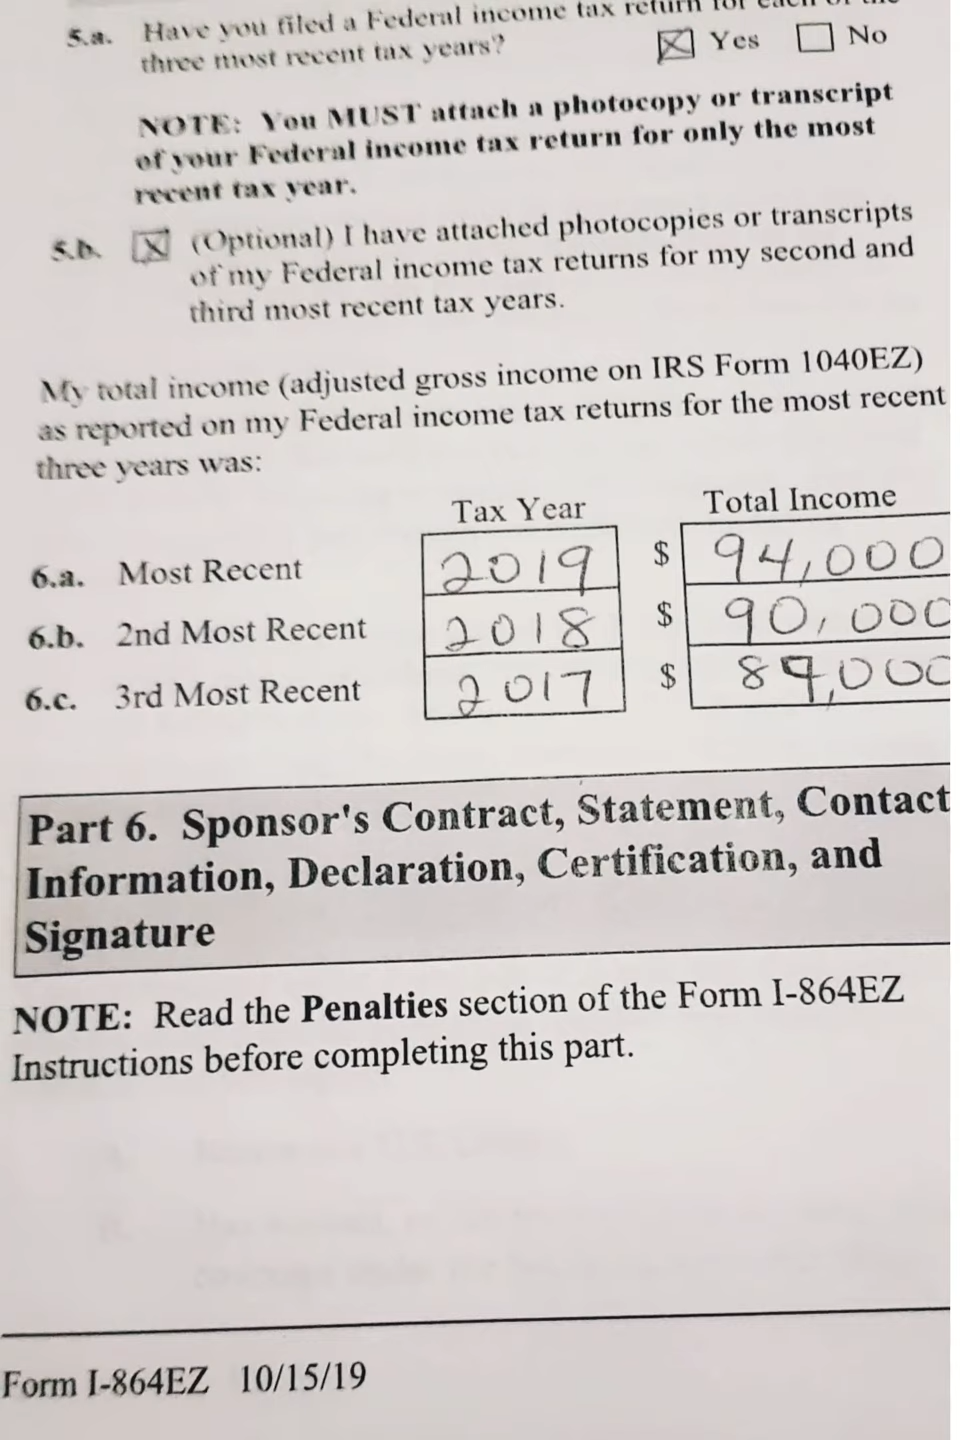 5.a. Have you filed a Federal income tax return for each of the
three most recent tax years? Yes No
NOTE: You MUST attach a photocopy or transcript
of your Federal income tax return for only the most
recent tax year.
5.b. (Optional) I have attached photocopies or transcripts
of my Federal income tax returns for my second and
third most recent tax years.
My total income (adjusted gross income on IRS Form 1040EZ)
as reported on my Federal income tax returns for the most recent
three years was:
Tax Year Total Income
6.a. Most Recent 2019 $ 94,000
6.b. 2nd Most Recent 2018 $ 90,000
6.c. 3rd Most Recent 2017 $ 89,000
Part 6. Sponsor's Contract, Statement, Contact
Information, Declaration, Certification, and
Signature
NOTE: Read the Penalties section of the Form I-864EZ
Instructions before completing this part.
Form I-864EZ 10/15/19